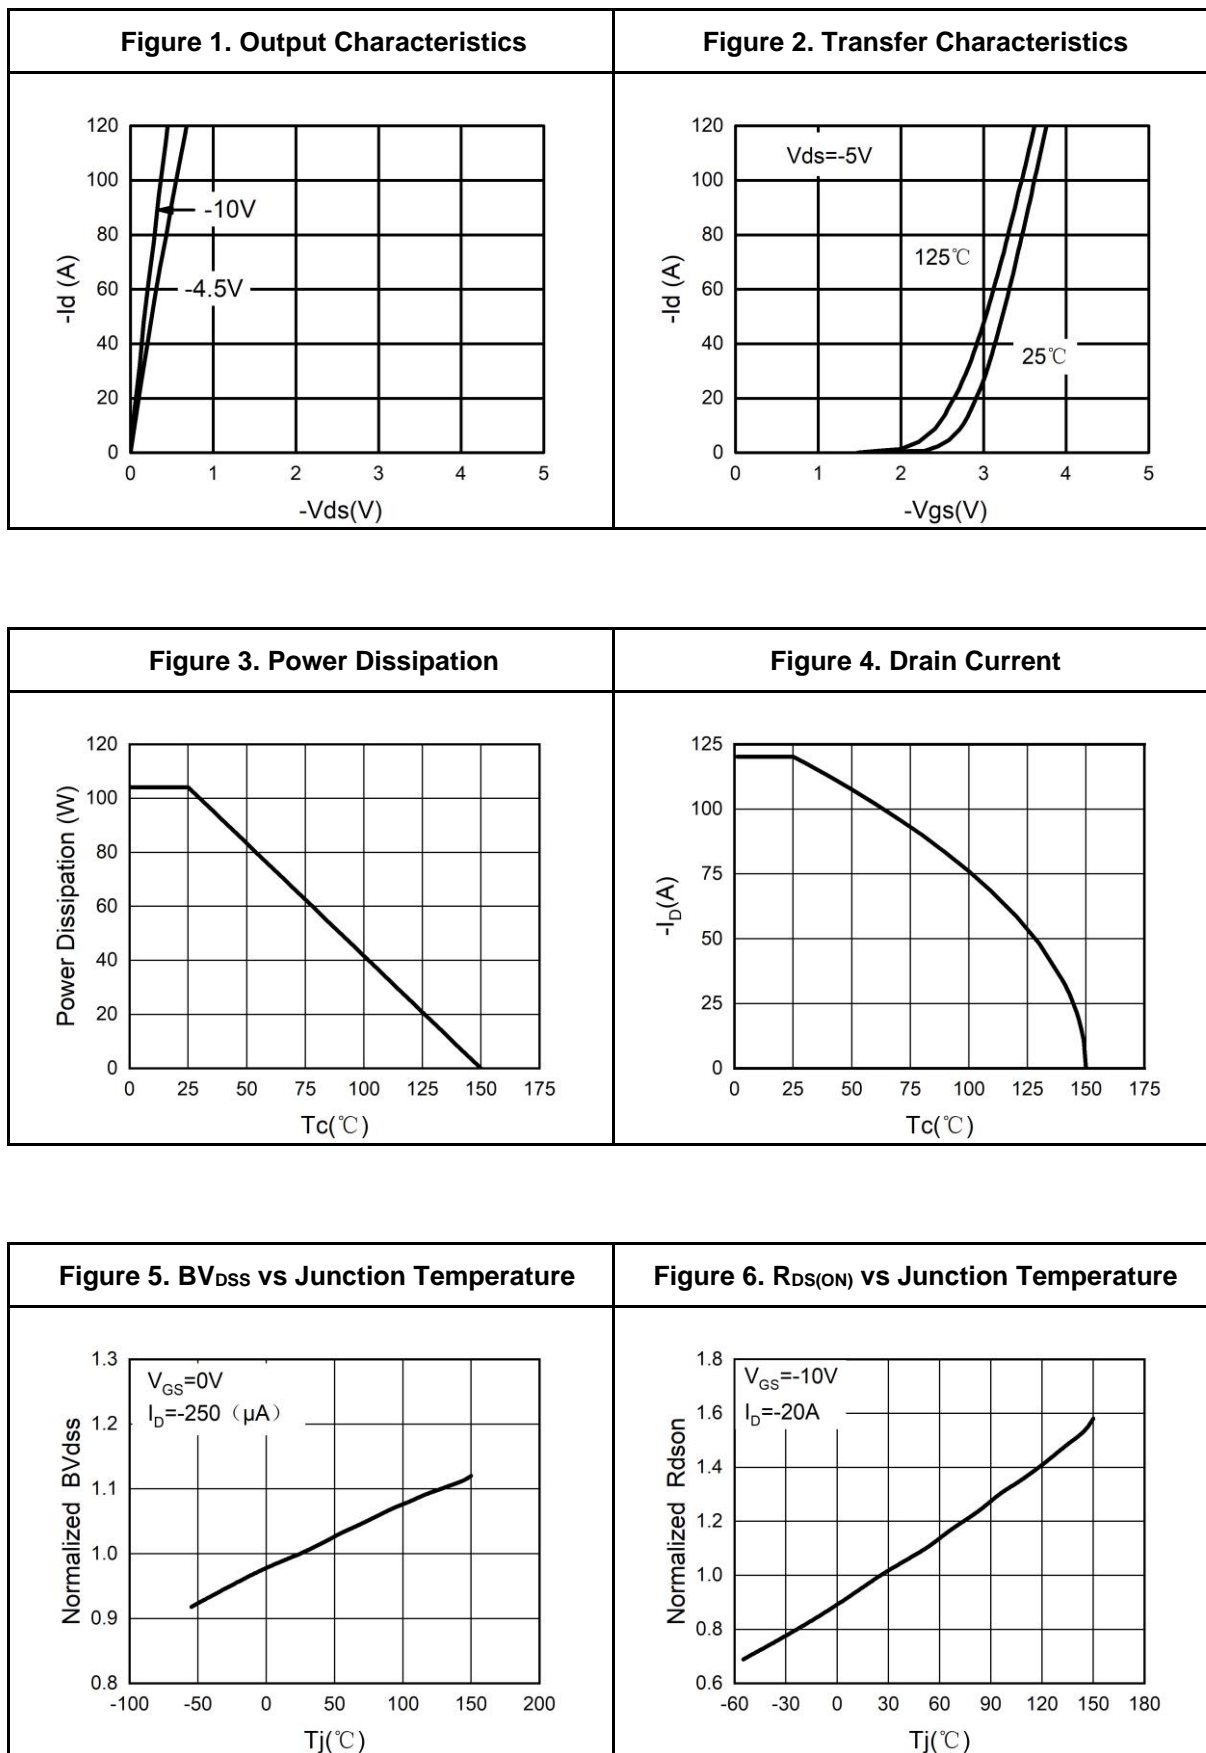 Figure 1. Output Characteristics
Figure 2. Transfer Characteristics
120
100
80
60
40
20
0
-Id (A)
-10V
-4.5V
0 1 2 3 4 5
-Vds(V)
120
100
80
60
40
20
0
-Id (A)
Vds=-5V
125℃
25℃
0 1 2 3 4 5
-Vgs(V)
Figure 3. Power Dissipation
Figure 4. Drain Current
120
100
80
60
40
20
0
Power Dissipation (W)
0 25 50 75 100 125 150 175
Tc(℃)
125
100
75
50
25
0
-ID(A)
0 25 50 75 100 125 150 175
Tc(℃)
Figure 5. BVDSS vs Junction Temperature
Figure 6. RDS(ON) vs Junction Temperature
1.3
1.2
1.1
1.0
0.9
0.8
Normalized BVdss
VGS=0V
ID=-250（μA）
-100 -50 0 50 100 150 200
Tj(℃)
1.8
1.6
1.4
1.2
1.0
0.8
0.6
Normalized Rdson
VGS=-10V
ID=-20A
-60 -30 0 30 60 90 120 150 180
Tj(℃)